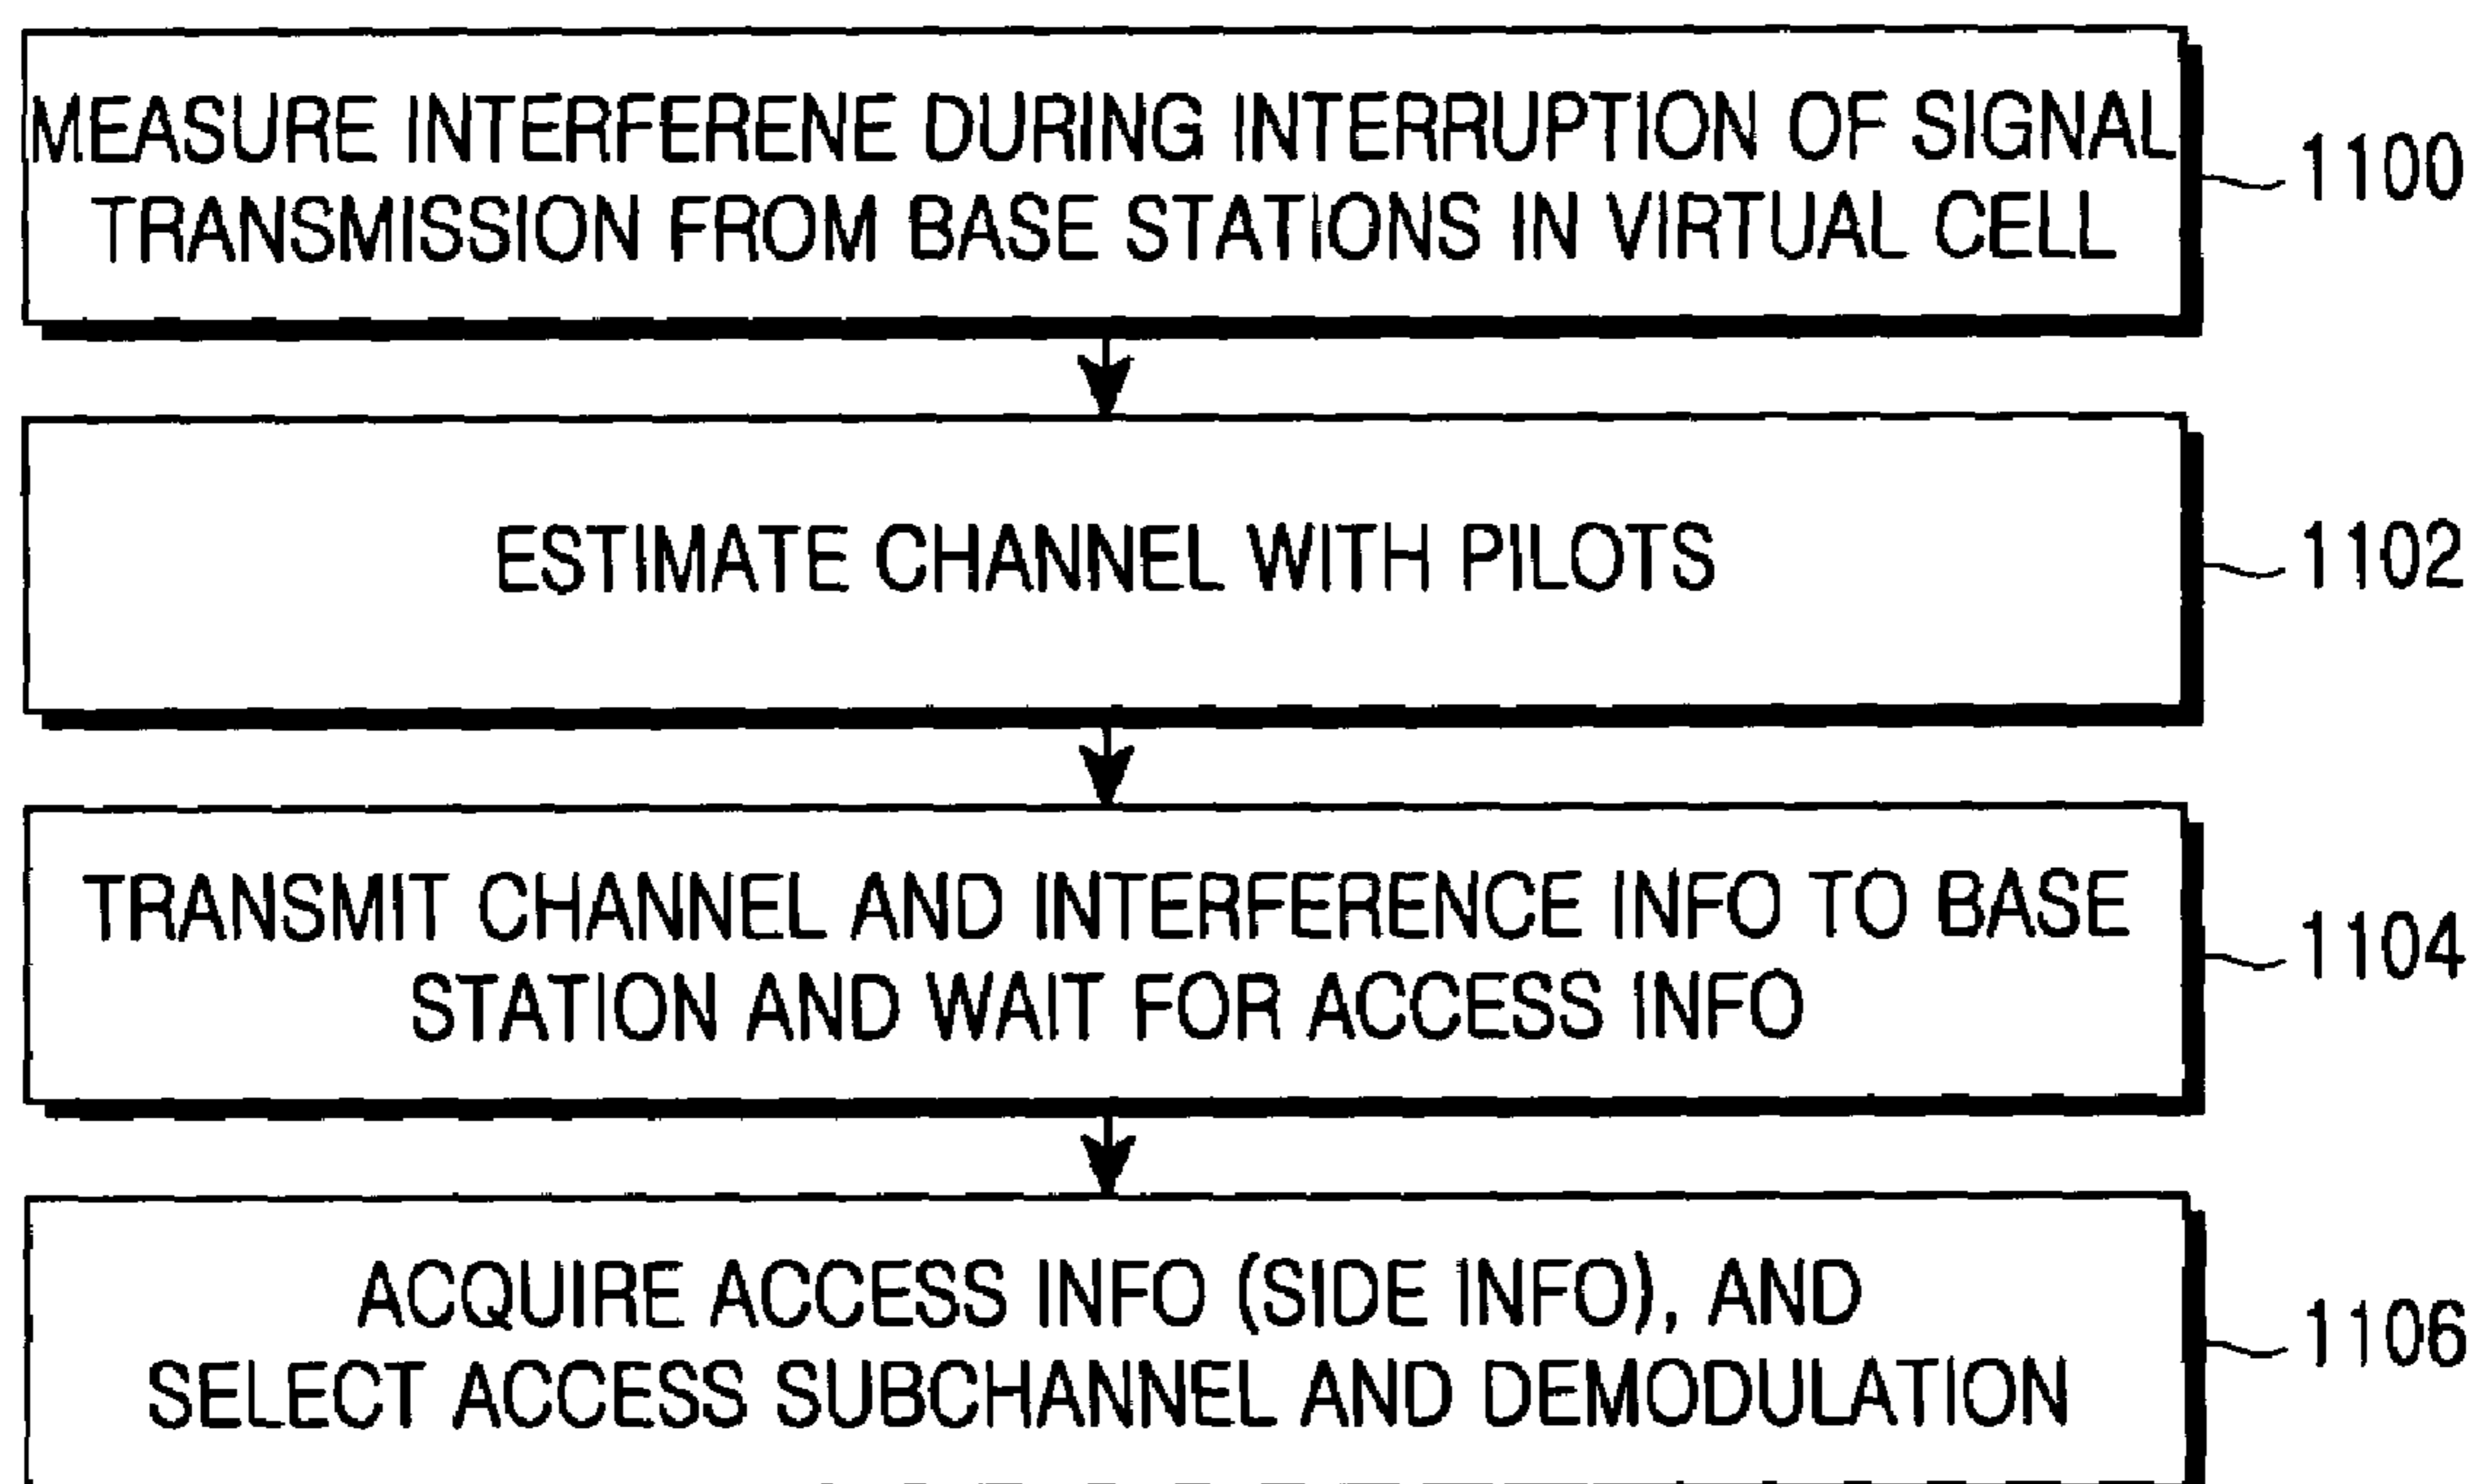 MEASURE INTERFERENE DURING INTERRUPTION OF SIGNAL
TRANSMISSION FROM BASE STATIONS IN VIRTUAL CELL
1100
ESTIMATE CHANNEL WITH PILOTS
1102
TRANSMIT CHANNEL AND INTERFERENCE INFO TO BASE
STATION AND WAIT FOR ACCESS INFO
1104
ACQUIRE ACCESS INFO (SIDE INFO), AND
SELECT ACCESS SUBCHANNEL AND DEMODULATION
1106